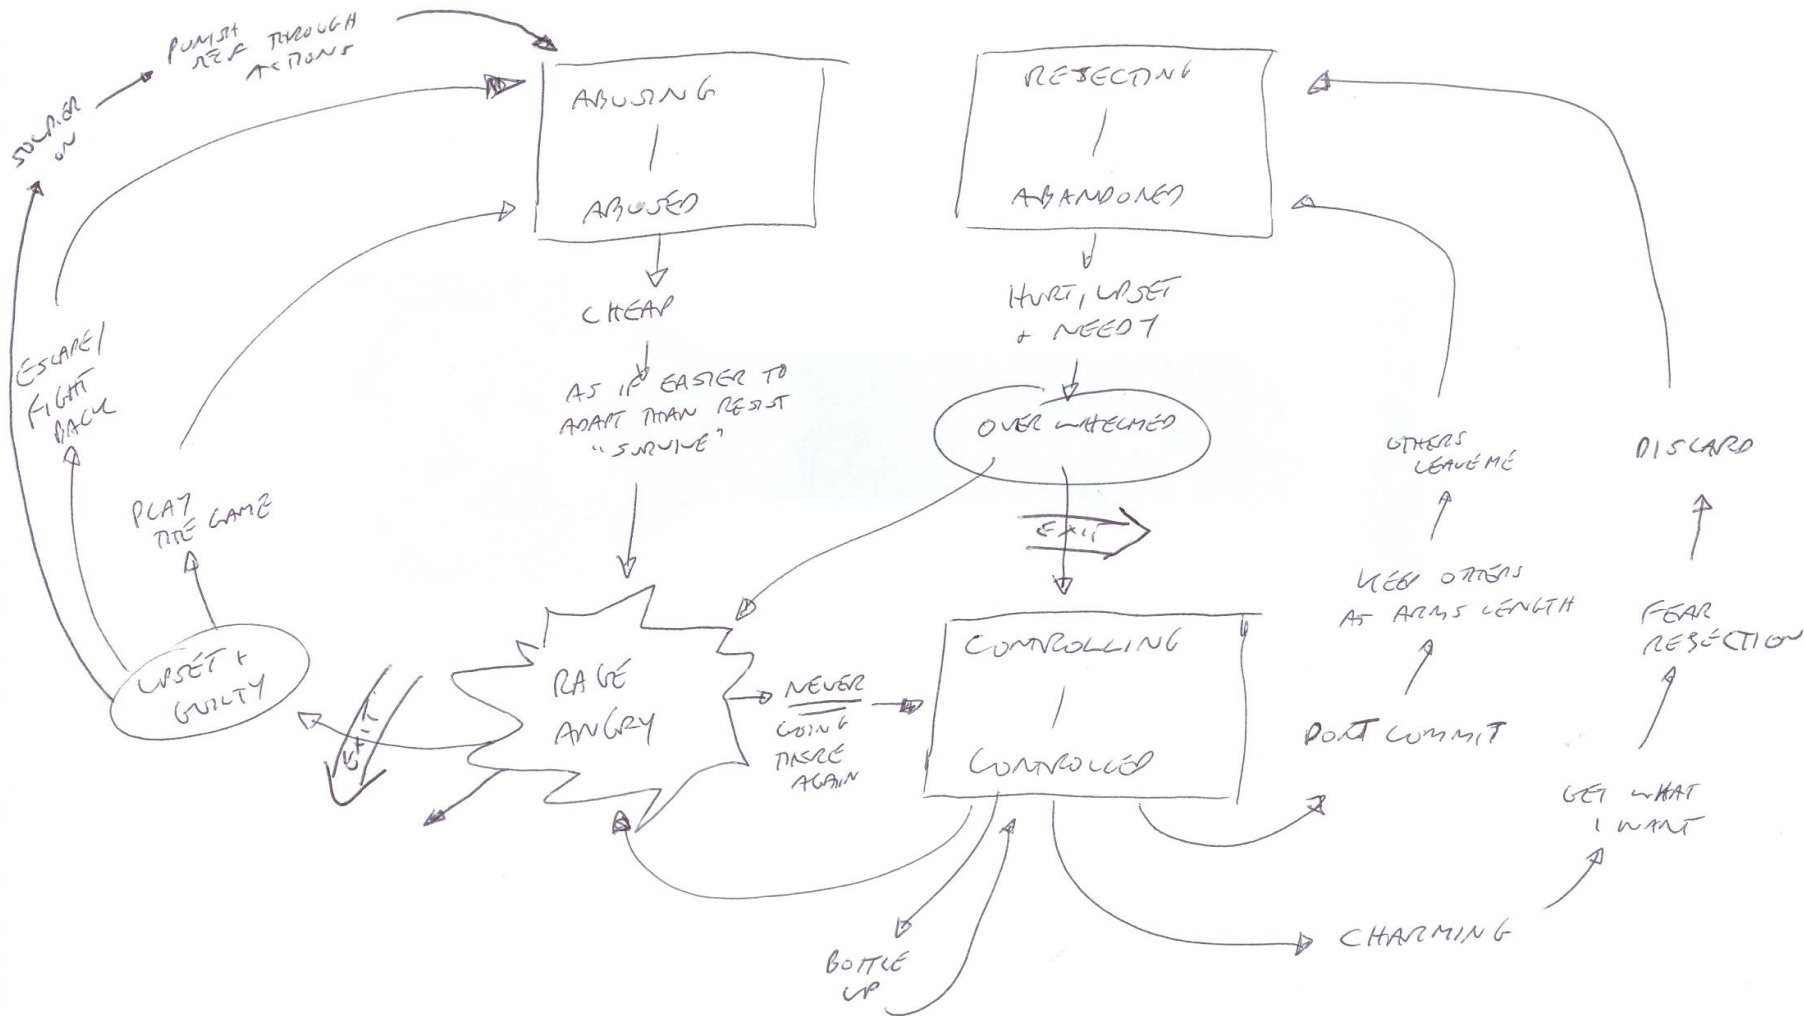 PUNISH
SELF THROUGH
ACTIONS
SOLDIER
ON
ABUSING
ABUSED
REJECTING
ABANDONED
CHEAP
AS IF EASIER TO
ADAPT THAN RESIST
"SURVIVE"
HURT, UPSET
+ NEEDY
OVER WHELMED
EXIT
ESCAPE/
FIGHT
BACK
PLAY
THE GAME
UPSET +
GUILTY
EXIT
RAGE
ANGRY
NEVER
GOING
THERE
AGAIN
CONTROLLING
CONTROLLED
BOTTLE
UP
OTHERS
LEAVE ME
KEEP OTHERS
AT ARMS LENGTH
DON'T COMMIT
DISCARD
FEAR
REJECTION
GET WHAT
I WANT
CHARMING